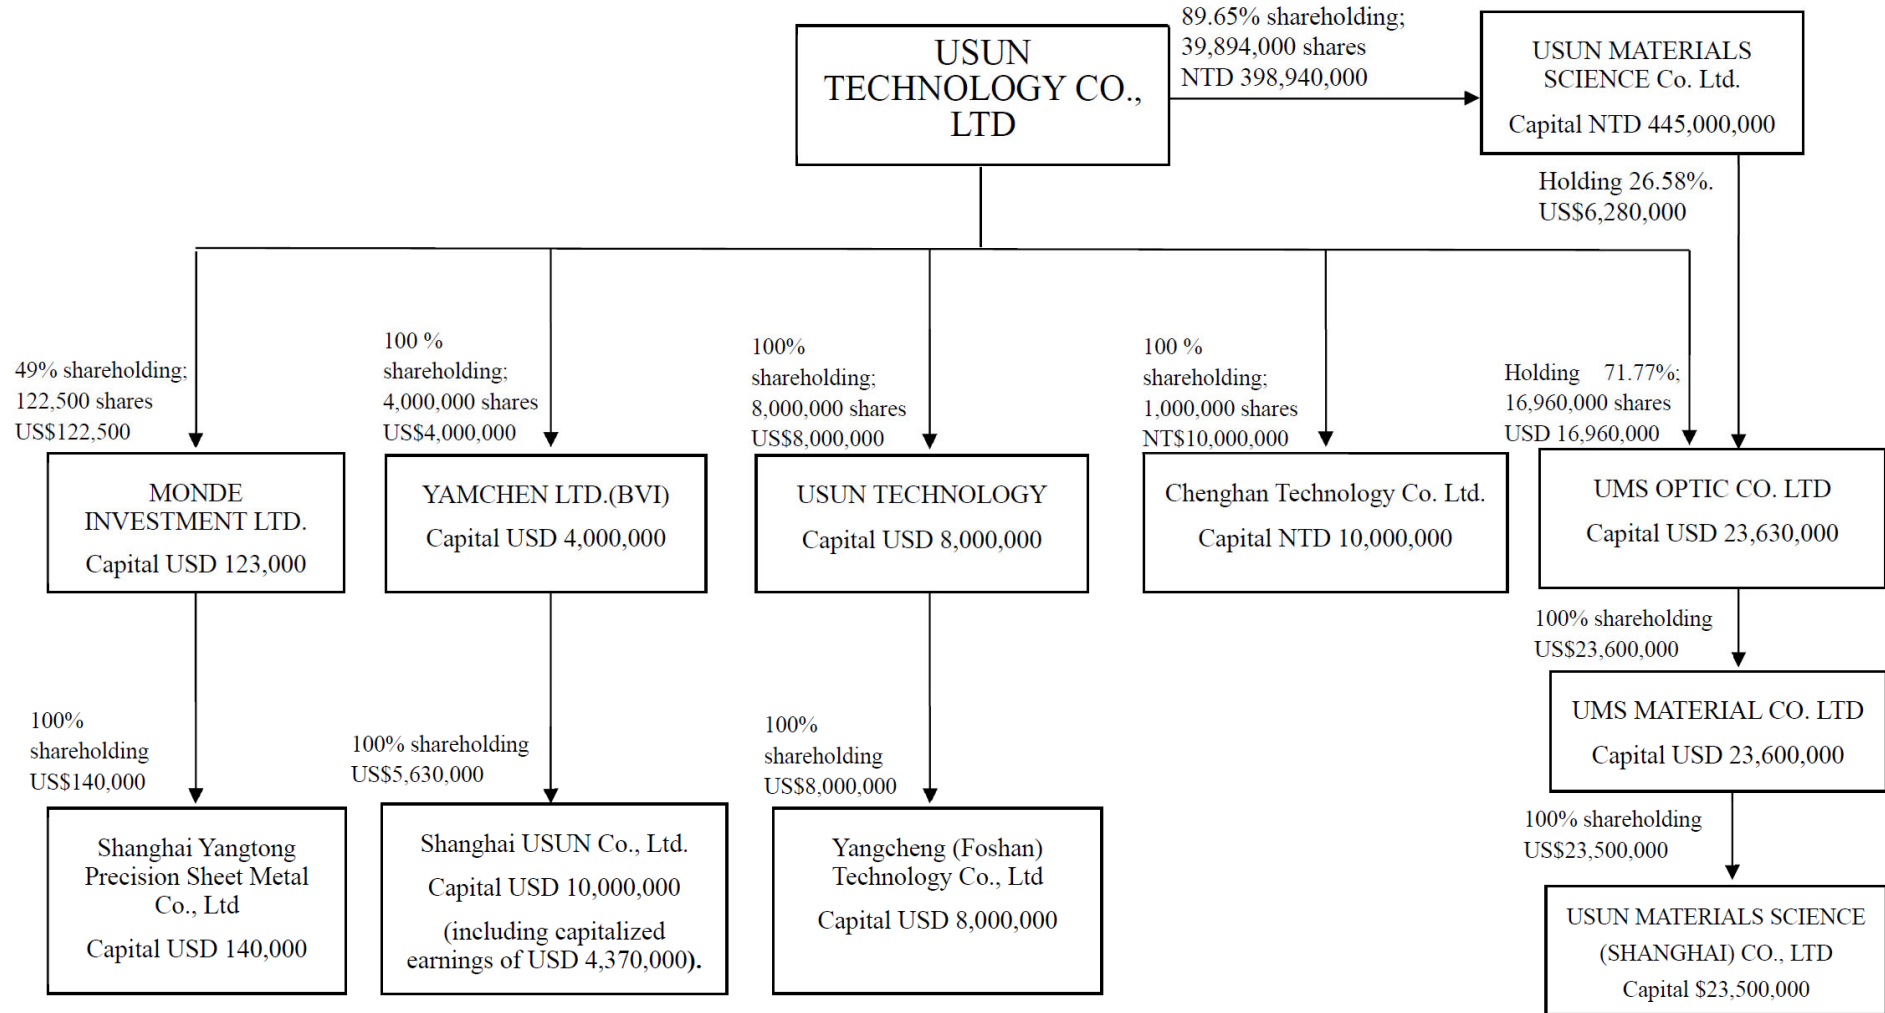 USUN
TECHNOLOGY CO.,
LTD
89.65% shareholding;
39,894,000 shares
NTD 398,940,000
USUN MATERIALS
SCIENCE Co. Ltd.
Capital NTD 445,000,000
Holding 26.58%.
US$6,280,000
49% shareholding;
122,500 shares
US$122,500
100 %
shareholding;
4,000,000 shares
US$4,000,000
100%
shareholding;
8,000,000 shares
US$8,000,000
100 %
shareholding;
1,000,000 shares
NT$10,000,000
Holding 71.77%;
16,960,000 shares
USD 16,960,000
MONDE
INVESTMENT LTD.
Capital USD 123,000
YAMCHEN LTD.(BVI)
Capital USD 4,000,000
USUN TECHNOLOGY
Capital USD 8,000,000
Chenghan Technology Co. Ltd.
Capital NTD 10,000,000
UMS OPTIC CO. LTD
Capital USD 23,630,000
100% shareholding
US$23,600,000
UMS MATERIAL CO. LTD
Capital USD 23,600,000
100%
shareholding
US$140,000
100% shareholding
US$5,630,000
100%
shareholding
US$8,000,000
100% shareholding
US$23,500,000
Shanghai Yangtong
Precision Sheet Metal
Co., Ltd
Capital USD 140,000
Shanghai USUN Co., Ltd.
Capital USD 10,000,000
(including capitalized
earnings of USD 4,370,000).
Yangcheng (Foshan)
Technology Co., Ltd
Capital USD 8,000,000
USUN MATERIALS SCIENCE
(SHANGHAI) CO., LTD
Capital $23,500,000